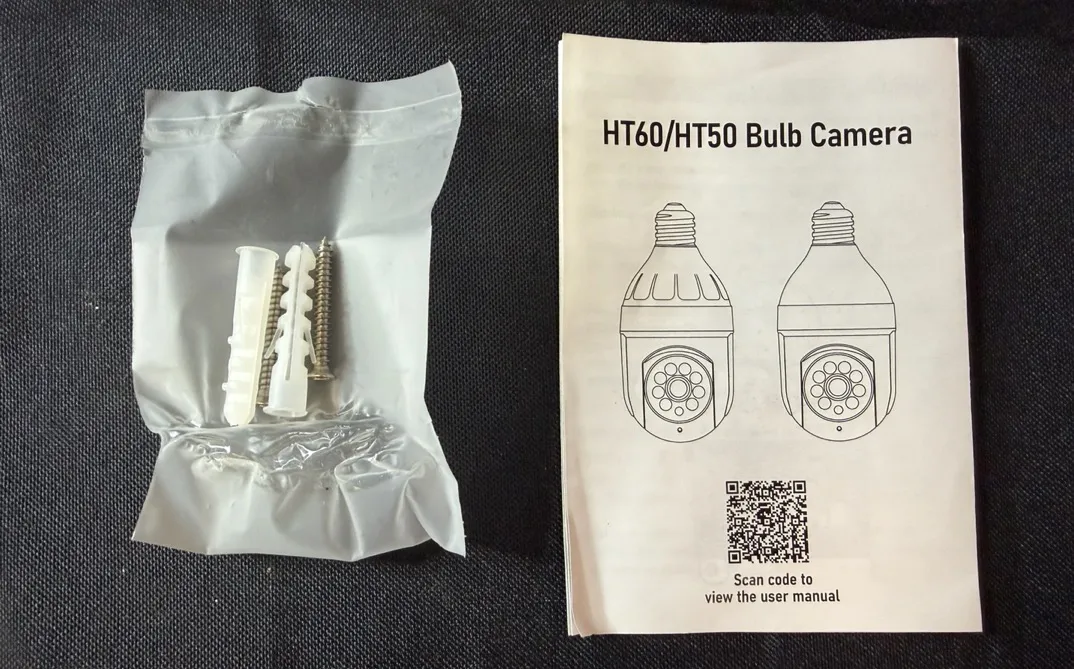 HT60/HT50 Bulb Camera
Scan code to
view the user manual